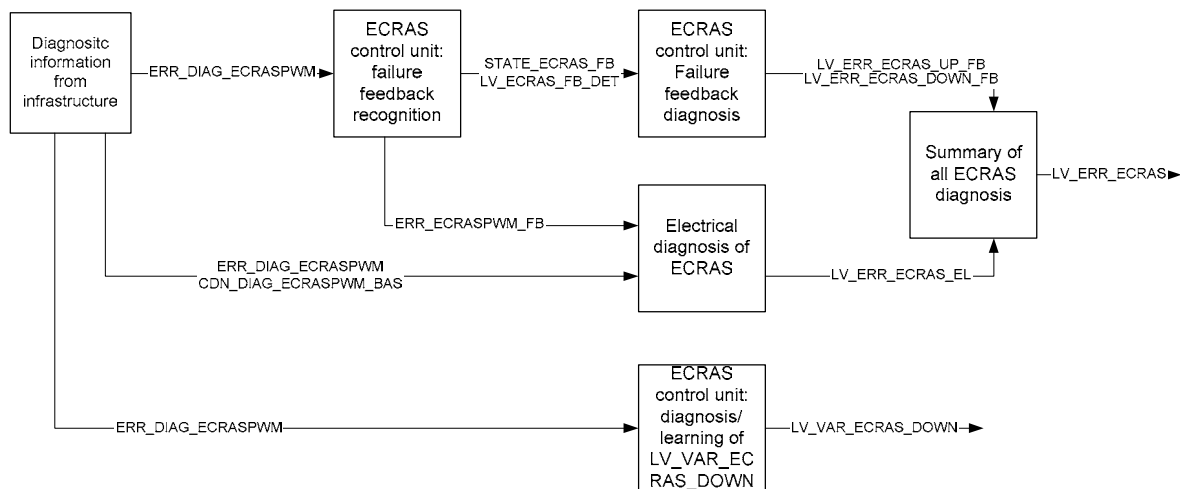 Diagnositc
information
from
infrastructure
ERR_DIAG_ECRASPWM
ECRAS
control unit:
failure
feedback
recognition
STATE_ECRAS_FB
LV_ECRAS_FB_DET
ECRAS
control unit:
Failure
feedback
diagnosis
LV_ERR_ECRAS_UP_FB
LV_ERR_ECRAS_DOWN_FB
Summary of
all ECRAS
diagnosis
LV_ERR_ECRAS
ERR_ECRASPWM_FB
ERR_DIAG_ECRASPWM
CDN_DIAG_ECRASPWM_BAS
Electrical
diagnosis of
ECRAS
LV_ERR_ECRAS_EL
ERR_DIAG_ECRASPWM
ECRAS
control unit:
diagnosis/
learning of
LV_VAR_EC
RAS_DOWN
LV_VAR_ECRAS_DOWN